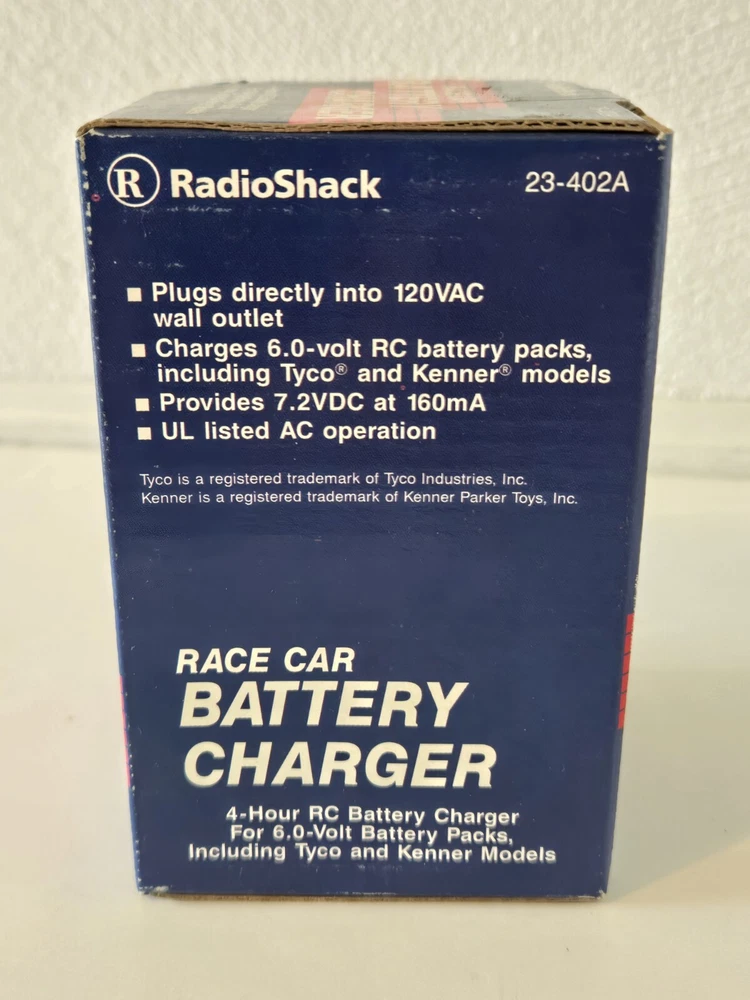 R RadioShack 23-402A
■ Plugs directly into 120VAC
wall outlet
■ Charges 6.0-volt RC battery packs,
including Tyco® and Kenner® models
■ Provides 7.2VDC at 160mA
■ UL listed AC operation
Tyco is a registered trademark of Tyco Industries, Inc.
Kenner is a registered trademark of Kenner Parker Toys, Inc.
RACE CAR
BATTERY
CHARGER
4-Hour RC Battery Charger
For 6.0-Volt Battery Packs,
Including Tyco and Kenner Models